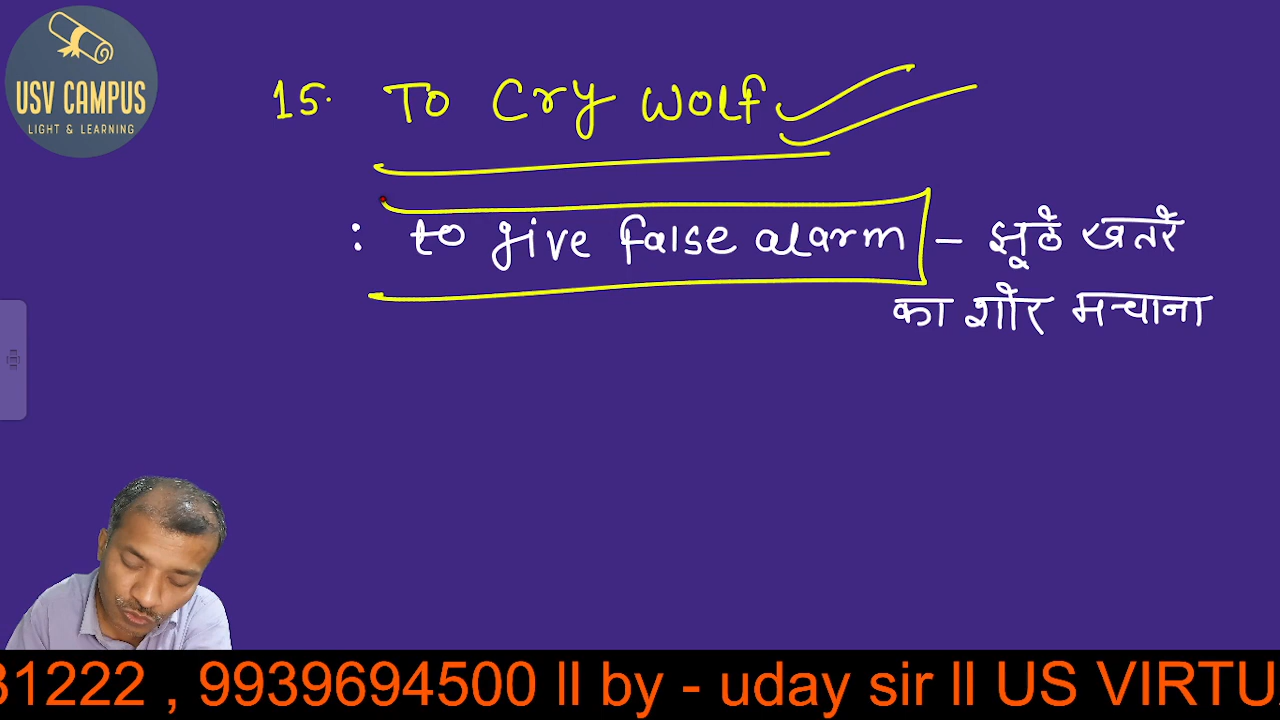 USV CAMPUS
LIGHT & LEARNING
15. To Cry Wolf
: to give false alarm – झूठे खतरे
का शोर मचाना
31222 , 9939694500 ll by - uday sir ll US VIRTU